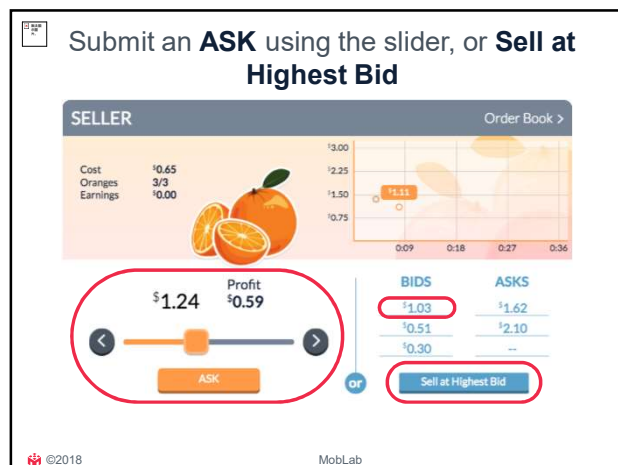 Submit an ASK using the slider, or Sell at
Highest Bid
SELLER
Order Book >
Cost $0.65
Oranges 3/3
Earnings $0.00
$3.00
$2.25
$1.50
$0.75
$1.11
0:09 0:18 0:27 0:36
$1.24
Profit
$0.59
ASK
or
BIDS ASKS
$1.03 $1.62
$0.51 $2.10
$0.30 --
Sell at Highest Bid
©2018
MobLab